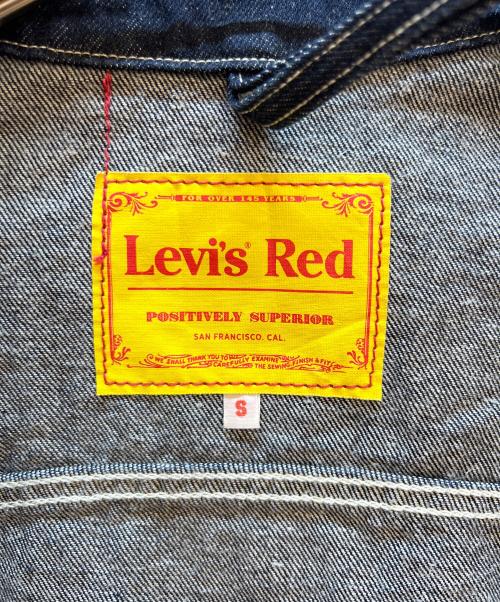 FOR OVER 145 YEARS
Levi's® Red
POSITIVELY SUPERIOR
SAN FRANCISCO. CAL.
WE SHALL THANK YOU TO CAREFULLY EXAMINE THE SEWING FINISH & FIT
S